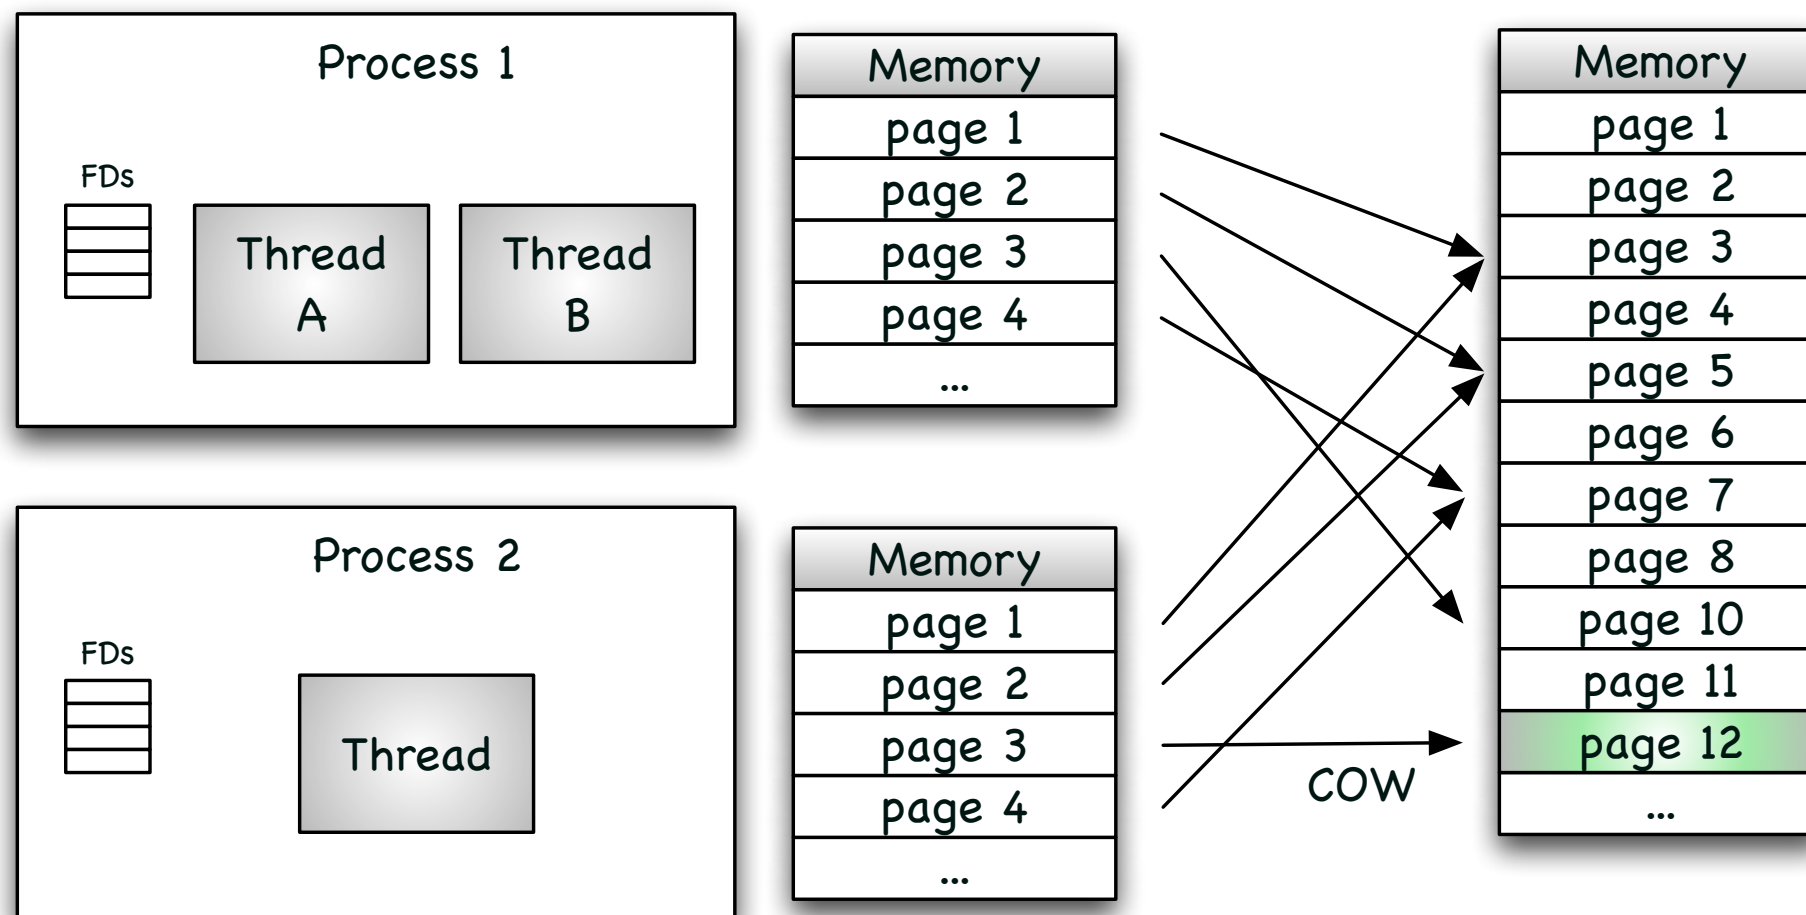 Process 1
FDs
Thread
A
Thread
B
Memory
page 1
page 2
page 3
page 4
...
Process 2
FDs
Thread
Memory
page 1
page 2
page 3
page 4
...
COW
Memory
page 1
page 2
page 3
page 4
page 5
page 6
page 7
page 8
page 10
page 11
page 12
...